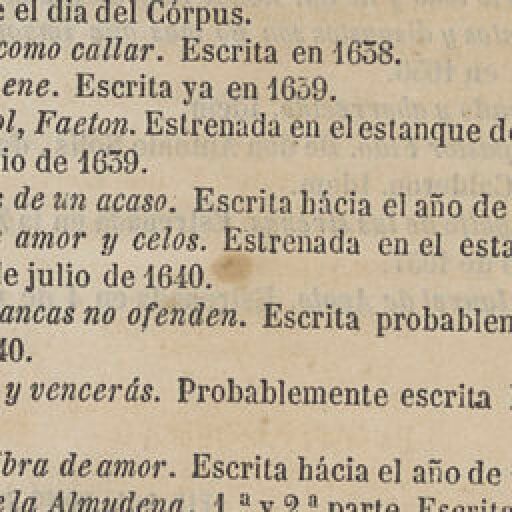 e el dia del Córpus.
como callar. Escrita en 1638.
ene. Escrita ya en 1639.
ol, Faeton. Estrenada en el estanque de
io de 1639.
de un acaso. Escrita hácia el año de
amor y celos. Estrenada en el esta
de julio de 1640.
ancas no ofenden. Escrita probablem
40.
y vencerás. Probablemente escrita
bra de amor. Escrita hácia el año de
e la Almudena. 1.ª y 2.ª parte. Escrita